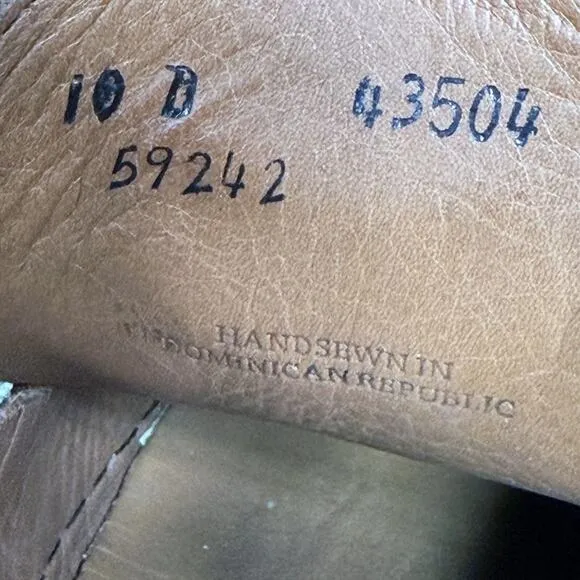 10 D 43504
59242
HANDSEWN IN
DOMINICAN REPUBLIC